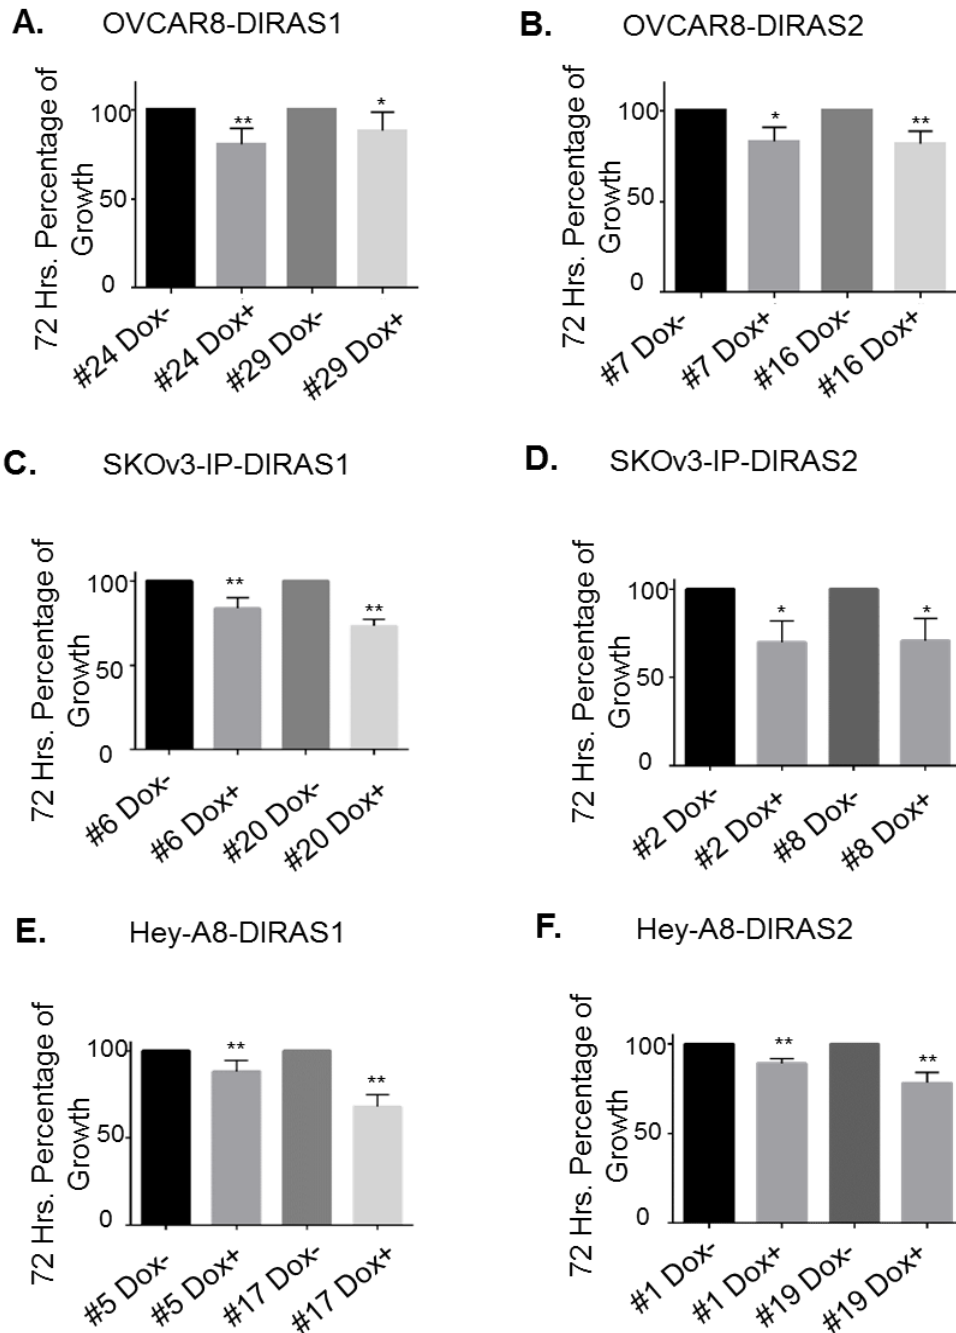 A. OVCAR8-DIRAS1
72 Hrs. Percentage of
Growth
100
** *
50
0
#24 Dox-
#24 Dox+
#29 Dox-
#29 Dox+
B. OVCAR8-DIRAS2
72 Hrs. Percentage of
Growth
100
* **
50
0
#7 Dox-
#7 Dox+
#16 Dox-
#16 Dox+
C. SKOv3-IP-DIRAS1
72 Hrs. Percentage of
Growth
100
** **
50
0
#6 Dox-
#6 Dox+
#20 Dox-
#20 Dox+
D. SKOv3-IP-DIRAS2
72 Hrs. Percentage of
Growth
100
* *
50
0
#2 Dox-
#2 Dox+
#8 Dox-
#8 Dox+
E. Hey-A8-DIRAS1
72 Hrs. Percentage of
Growth
100
** **
50
0
#5 Dox-
#5 Dox+
#17 Dox-
#17 Dox+
F. Hey-A8-DIRAS2
72 Hrs. Percentage of
Growth
100
** **
50
0
#1 Dox-
#1 Dox+
#19 Dox-
#19 Dox+